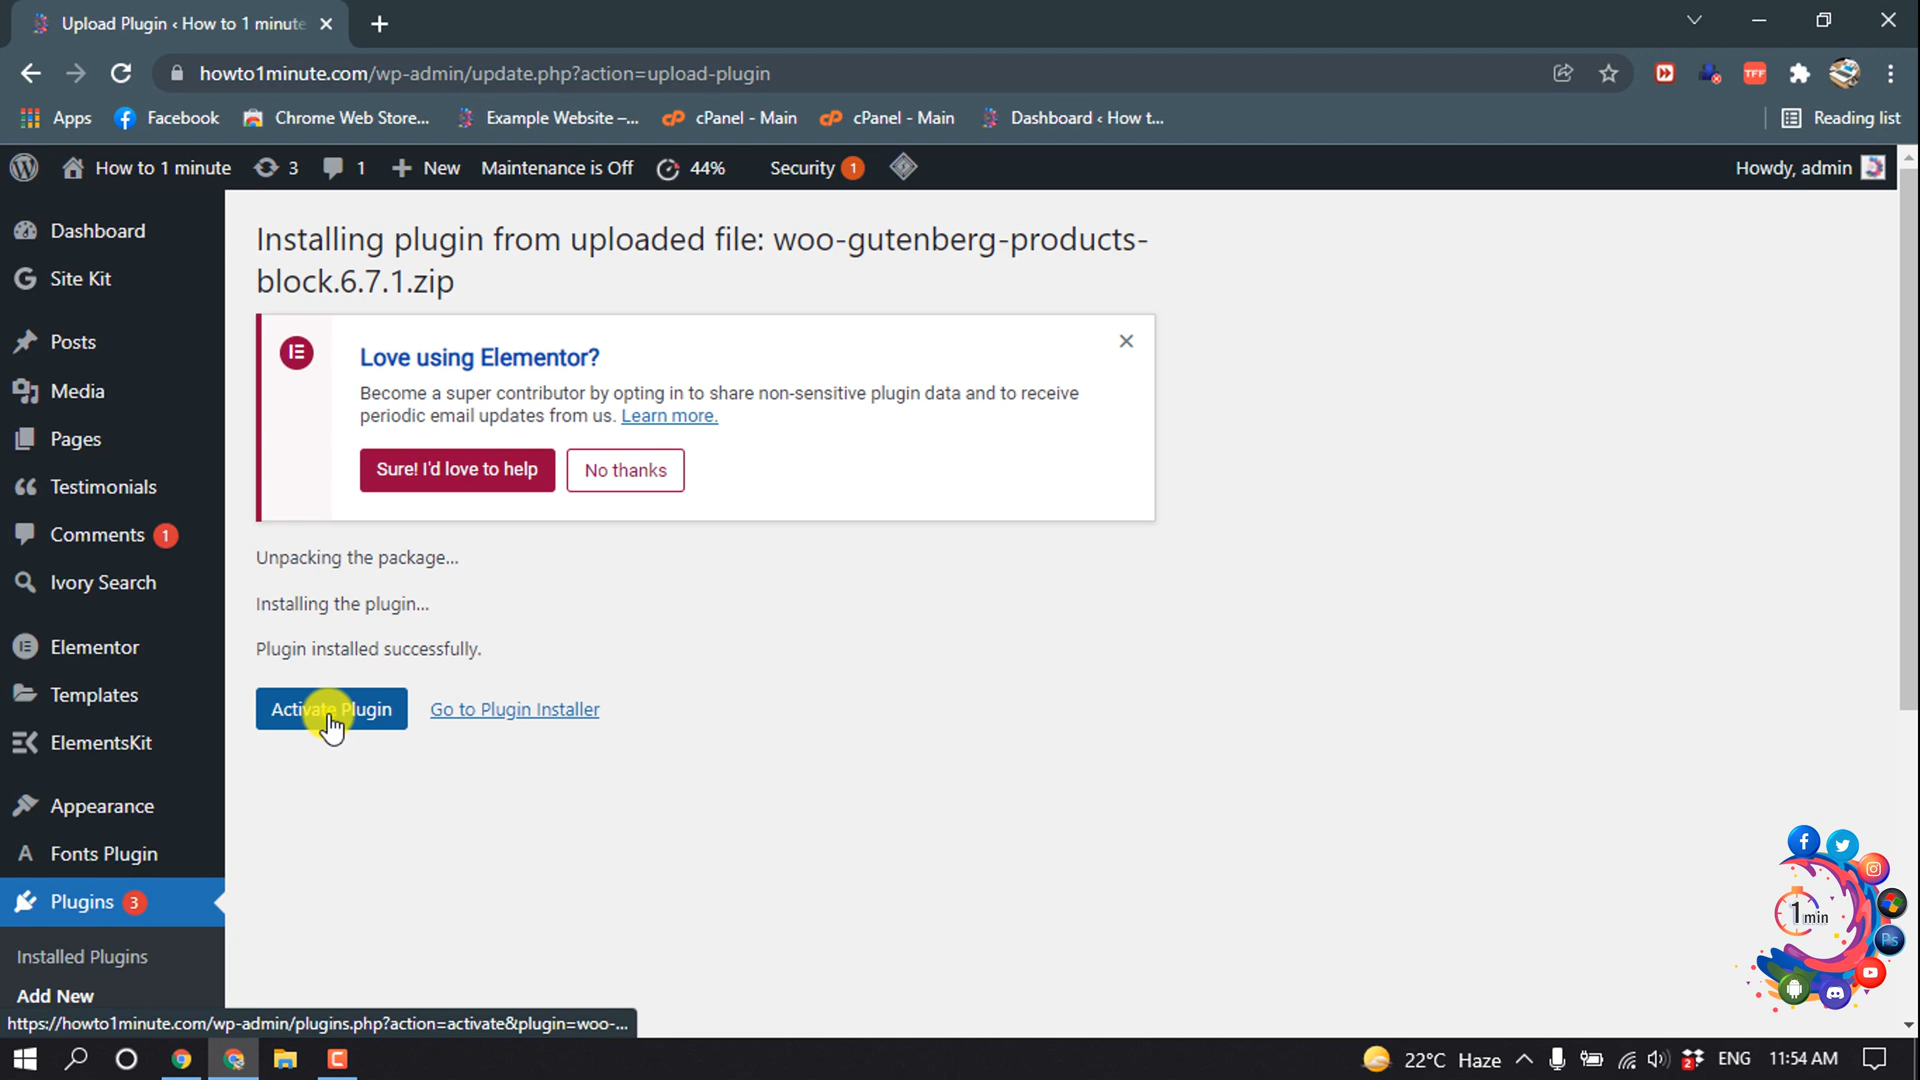 Upload Plugin ‹ How to 1 minute
howto1minute.com/wp-admin/update.php?action=upload-plugin
TFF
Apps
Facebook
Chrome Web Store...
Example Website –...
cPanel - Main
cPanel - Main
Dashboard ‹ How t...
Reading list
How to 1 minute
3
1
New
Maintenance is Off
44%
Security 1
Howdy, admin
Dashboard
Site Kit
Posts
Media
Pages
Testimonials
Comments 1
Ivory Search
Elementor
Templates
ElementsKit
Appearance
Fonts Plugin
Plugins 3
Installed Plugins
Add New
Installing plugin from uploaded file: woo-gutenberg-products-
block.6.7.1.zip
Love using Elementor?
Become a super contributor by opting in to share non-sensitive plugin data and to receive
periodic email updates from us. Learn more.
Sure! I'd love to help
No thanks
Unpacking the package...
Installing the plugin...
Plugin installed successfully.
Activate Plugin
Go to Plugin Installer
1 min
Ps
https://howto1minute.com/wp-admin/plugins.php?action=activate&plugin=woo-...
22°C Haze
2
ENG
11:54 AM